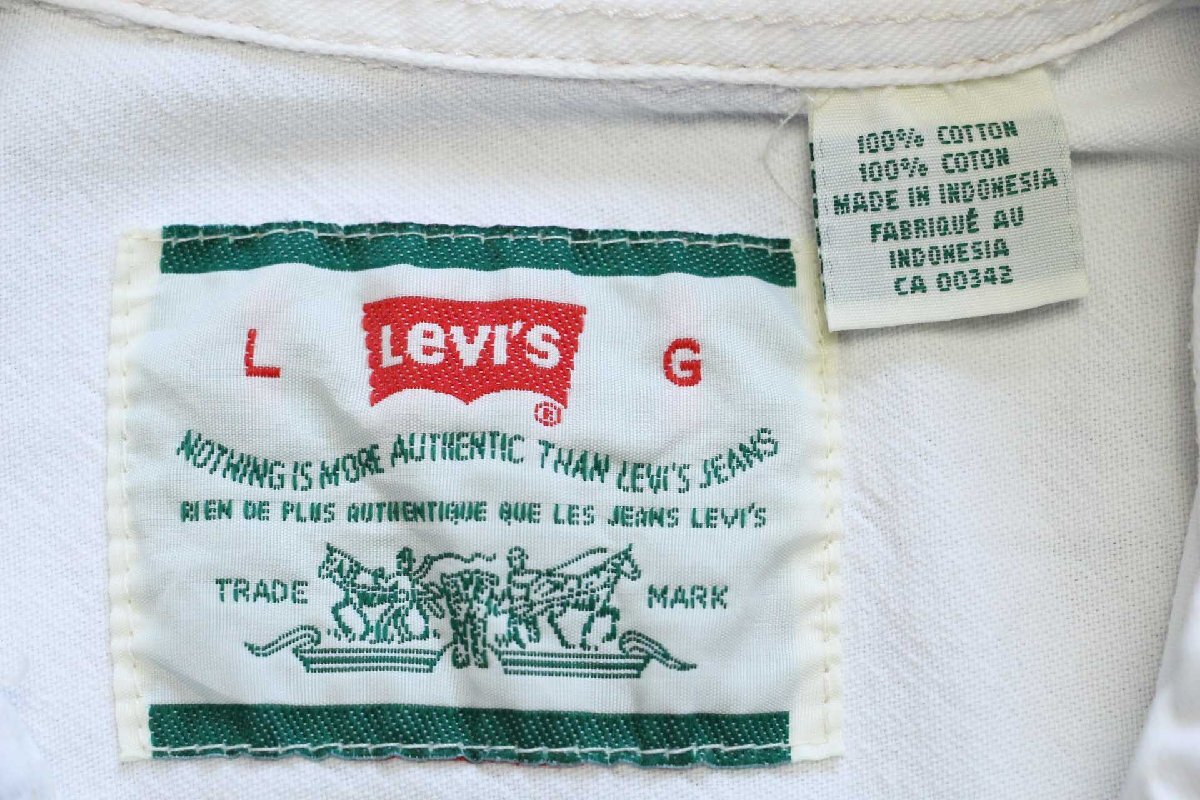 100% COTTON
100% COTON
MADE IN INDONESIA
FABRIQUÉ AU
INDONESIA
CA 00342
L LEVI'S G
®
NOTHING IS MORE AUTHENTIC THAN LEVI'S JEANS
RIEN DE PLUS AUTHENTIQUE QUE LES JEANS LEVI'S
TRADE MARK